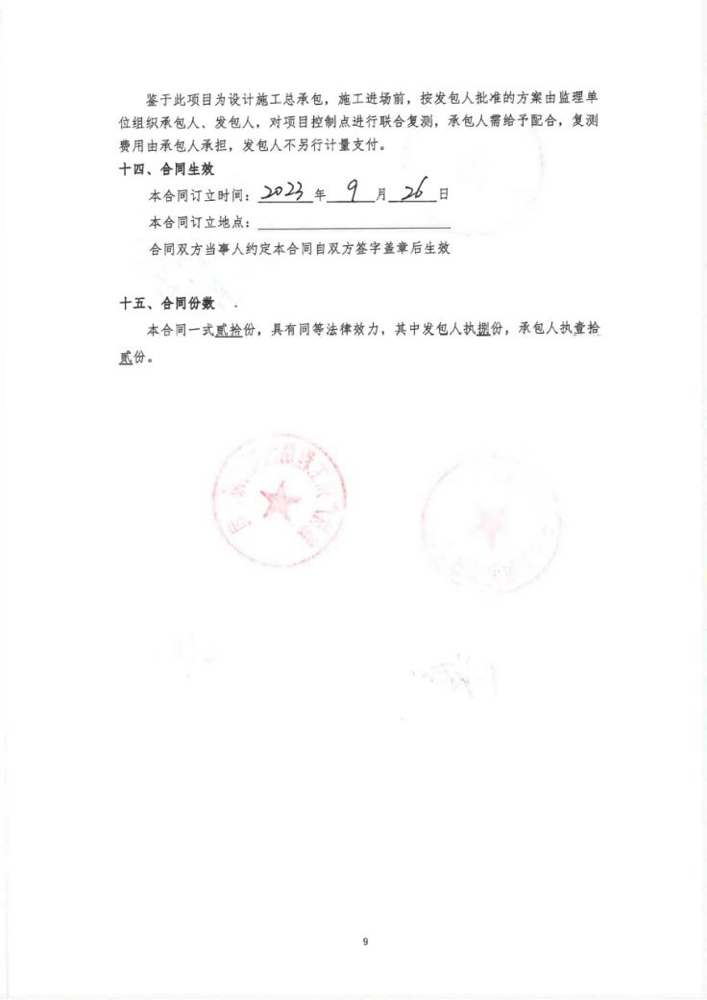 鉴于此项目为设计施工总承包，施工进场前，按发包人批准的方案由监理单
位组织承包人、发包人，对项目控制点进行联合复测，承包人需给予配合，复测
费用由承包人承担，发包人不另行计量支付。
十四、合同生效
本合同订立时间：2023年9月26日
本合同订立地点：
合同双方当事人约定本合同自双方签字盖章后生效
十五、合同份数
本合同一式贰拾份，具有同等法律效力，其中发包人执捌份，承包人执壹拾
贰份。
9